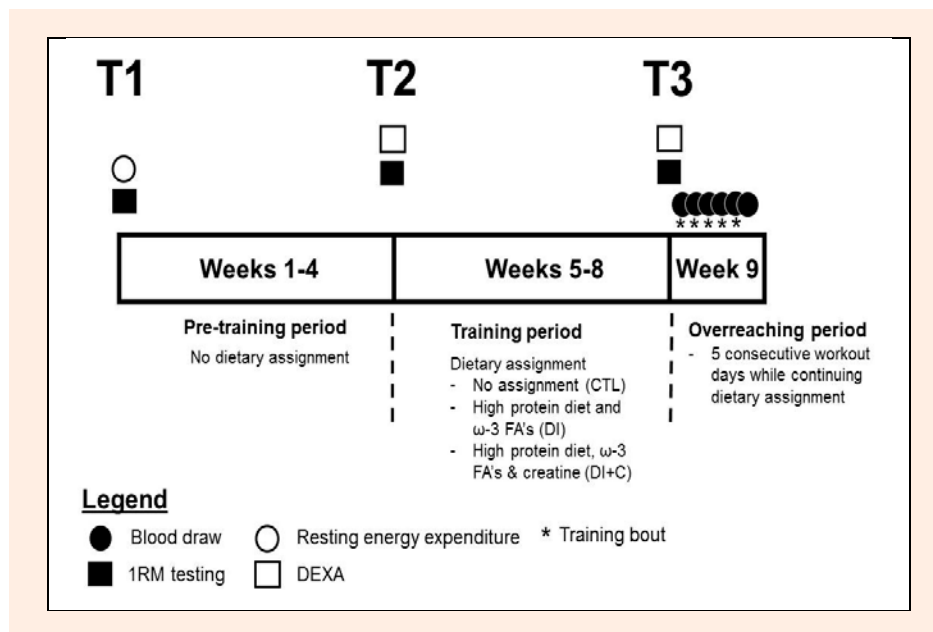 T1
T2
T3
* * * * *
Weeks 1-4
Weeks 5-8
Week 9
Pre-training period
No dietary assignment
Training period
Dietary assignment
- No assignment (CTL)
- High protein diet and
ω-3 FA's (DI)
- High protein diet, ω-3
FA's & creatine (DI+C)
Overreaching period
- 5 consecutive workout
days while continuing
dietary assignment
Legend
Blood draw
Resting energy expenditure
* Training bout
1RM testing
DEXA